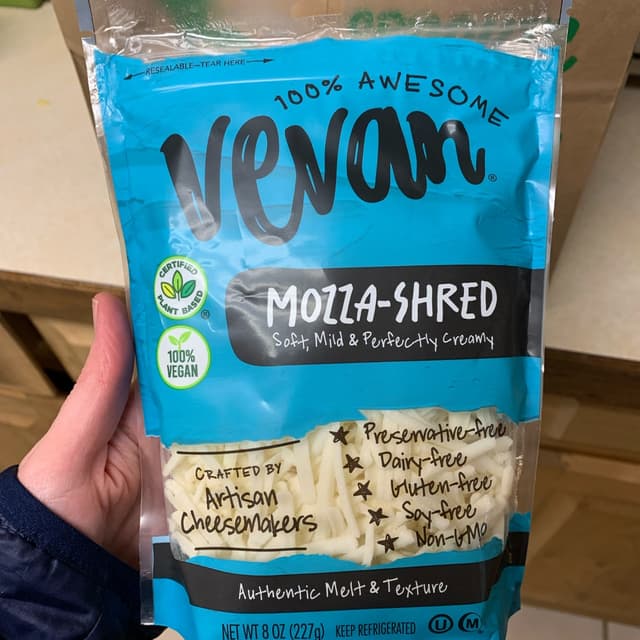 RESEALABLE—TEAR HERE
100% AWESOME
vevan®
CERTIFIED
PLANT BASED®
100%
VEGAN
MOZZA-SHRED
Soft, Mild & Perfectly Creamy
CRAFTED BY
Artisan
Cheesemakers
Preservative-free
Dairy-free
Gluten-free
Soy-free
Non-GMO
Authentic Melt & Texture
NET WT 8 OZ (227g) KEEP REFRIGERATED U M